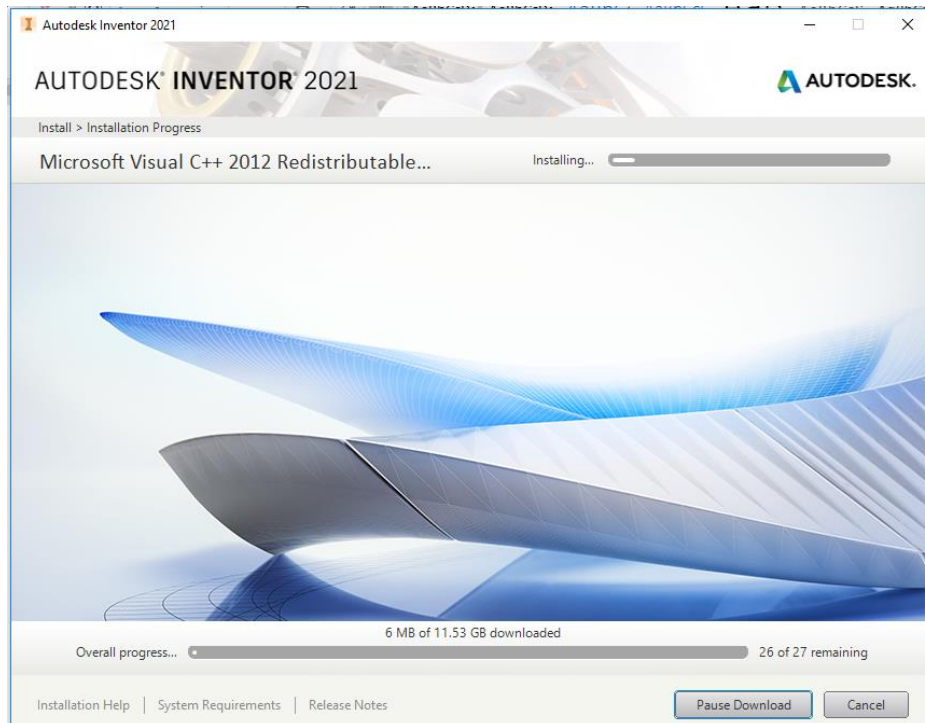 Autodesk Inventor 2021
AUTODESK® INVENTOR® 2021
AUTODESK.
Install > Installation Progress
Microsoft Visual C++ 2012 Redistributable...
Installing...
6 MB of 11.53 GB downloaded
Overall progress...
26 of 27 remaining
Installation Help | System Requirements | Release Notes
Pause Download
Cancel